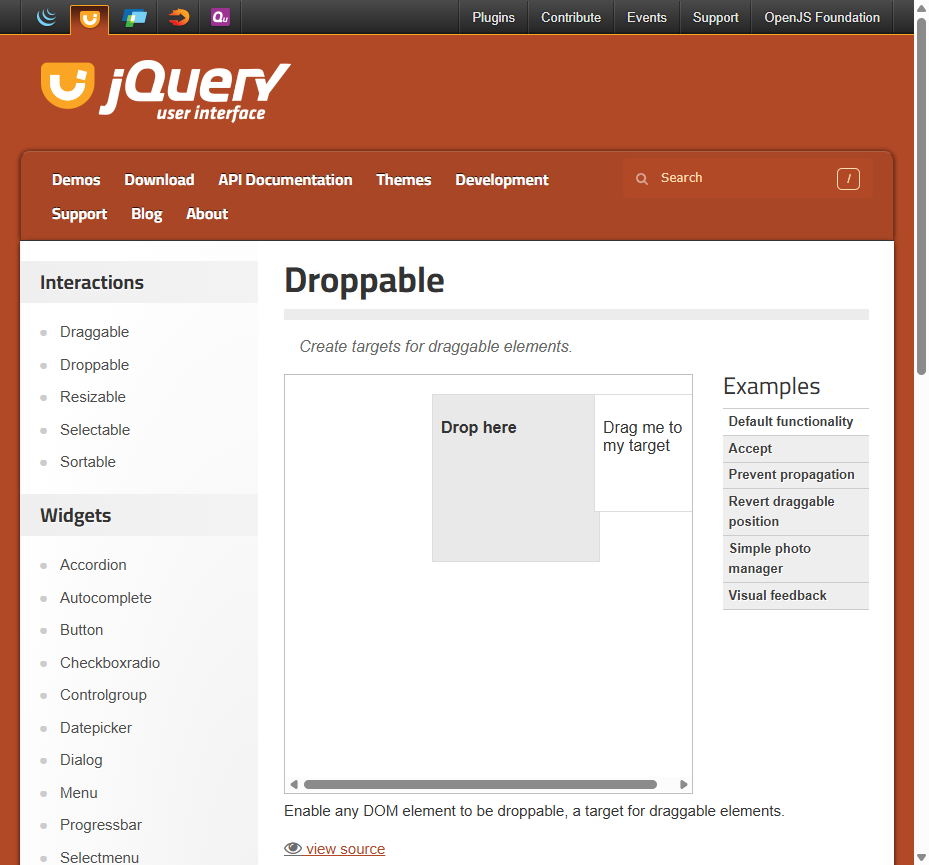 Qu
Plugins
Contribute
Events
Support
OpenJS Foundation
jQuery
user interface
Demos
Download
API Documentation
Themes
Development
Support
Blog
About
Search
/
Interactions
Draggable
Droppable
Resizable
Selectable
Sortable
Widgets
Accordion
Autocomplete
Button
Checkboxradio
Controlgroup
Datepicker
Dialog
Menu
Progressbar
Selectmenu
Droppable
Create targets for draggable elements.
Drop here
Drag me to
my target
Examples
Default functionality
Accept
Prevent propagation
Revert draggable
position
Simple photo
manager
Visual feedback
Enable any DOM element to be droppable, a target for draggable elements.
view source